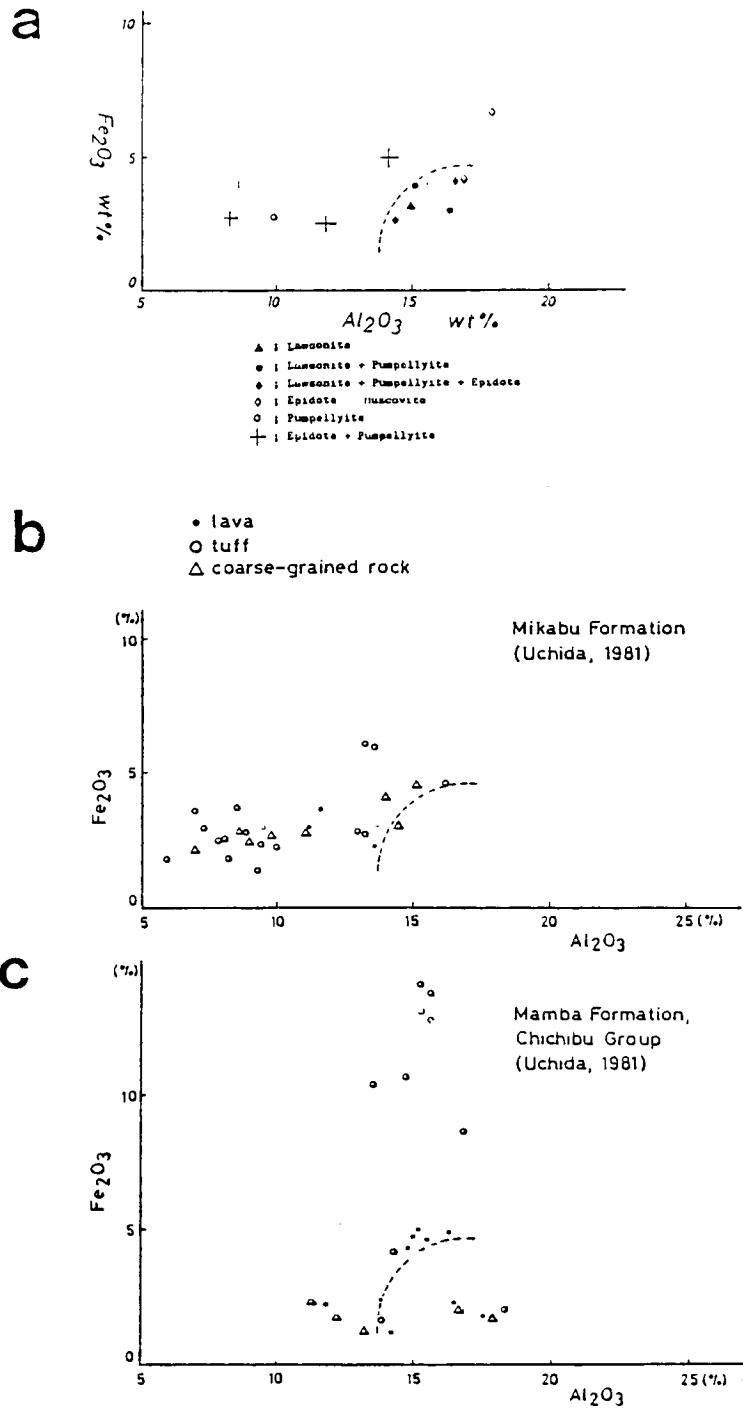 a
10
5
0
Fe₂O₃ wt%
5 10 15 20
Al₂O₃ wt%
▲ ; Lawsonite
● ; Lawsonite + Pumpellyite
◆ ; Lawsonite + Pumpellyite + Epidote
◇ ; Epidote Muscovite
○ ; Pumpellyite
+ ; Epidote + Pumpellyite
b
• lava
○ tuff
△ coarse-grained rock
(%)
10
5
0
Fe₂O₃
Mikabu Formation
(Uchida, 1981)
5 10 15 20 25 (%)
Al₂O₃
c
(%)
10
5
0
Fe₂O₃
Mamba Formation,
Chichibu Group
(Uchida, 1981)
5 10 15 20 25 (%)
Al₂O₃